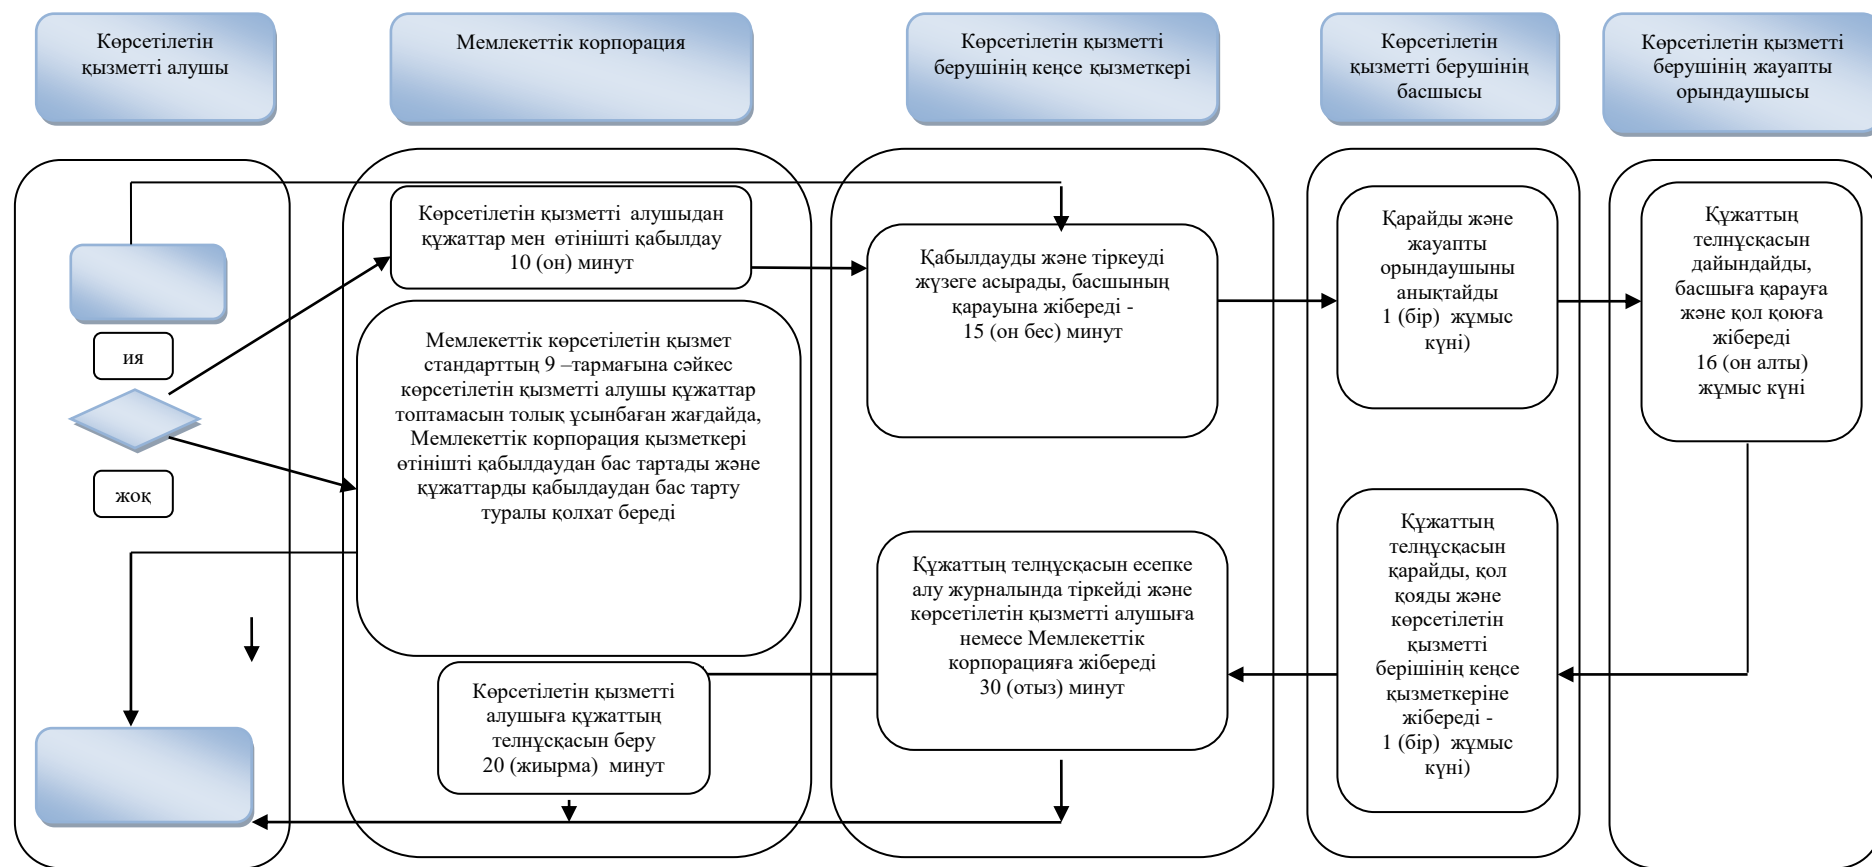 Көрсетілетін
қызметті алушы
Мемлекеттік корпорация
Көрсетілетін қызметті
берушінің кеңсе қызметкері
Көрсетілетін
қызметті берушінің
басшысы
Көрсетілетін қызметті
берушінің жауапты
орындаушысы
ия
жоқ
Көрсетілетін қызметті алушыдан
құжаттар мен өтінішті қабылдау
10 (он) минут
Мемлекеттік көрсетілетін қызмет
стандарттың 9 –тармағына сәйкес
көрсетілетін қызметті алушы құжаттар
топтамасын толық ұсынбаған жағдайда,
Мемлекеттік корпорация қызметкері
өтінішті қабылдаудан бас тартады және
құжаттарды қабылдаудан бас тарту
туралы қолхат береді
Көрсетілетін қызметті
алушыға құжаттың
телнұсқасын беру
20 (жиырма) минут
Қабылдауды және тіркеуді
жүзеге асырады, басшының
қарауына жібереді -
15 (он бес) минут
Құжаттың телнұсқасын есепке
алу журналында тіркейді және
көрсетілетін қызметті алушыға
немесе Мемлекеттік
корпорацияға жібереді
30 (отыз) минут
Қарайды және
жауапты
орындаушыны
анықтайды
1 (бір) жұмыс
күні)
Құжаттың
телнұсқасын
қарайды, қол
қояды және
көрсетілетін
қызметті
берішінің кеңсе
қызметкеріне
жібереді -
1 (бір) жұмыс
күні)
Құжаттың
телнұсқасын
дайындайды,
басшыға қарауға
және қол қоюға
жібереді
16 (он алты)
жұмыс күні